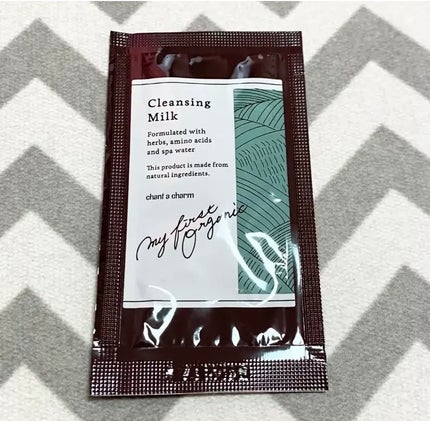 Cleansing
Milk
Formulated with
herbs, amino acids
and spa water
This product is made from
natural ingredients.
chant a charm
my first
Organic